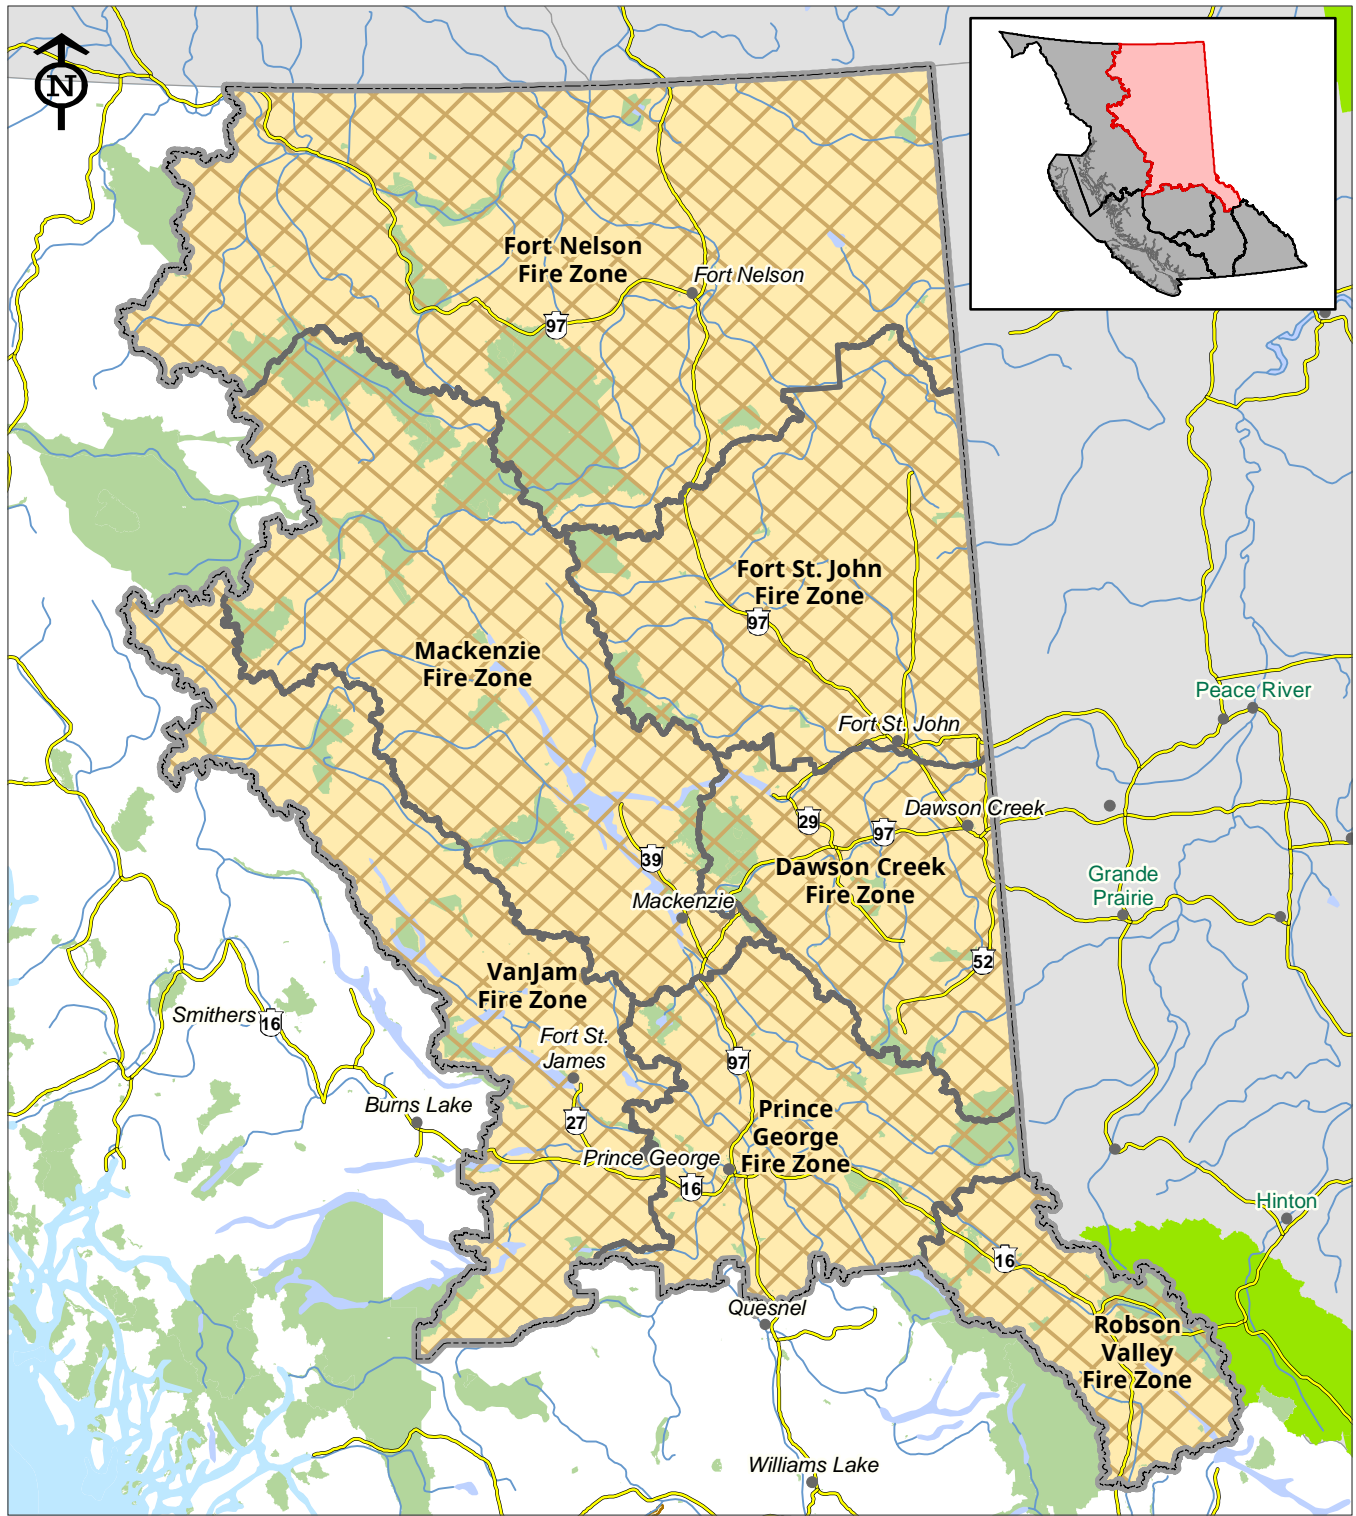 N
Fort Nelson
Fire Zone
Fort Nelson
97
Fort St. John
Fire Zone
97
Mackenzie
Fire Zone
Peace River
Fort St. John
Dawson Creek
29
97
39
Dawson Creek
Fire Zone
Grande
Prairie
Mackenzie
52
VanJam
Fire Zone
Smithers
16
Fort St.
James
97
Burns Lake
27
Prince
George
Fire Zone
Prince George
16
Hinton
16
Quesnel
Robson
Valley
Fire Zone
Williams Lake